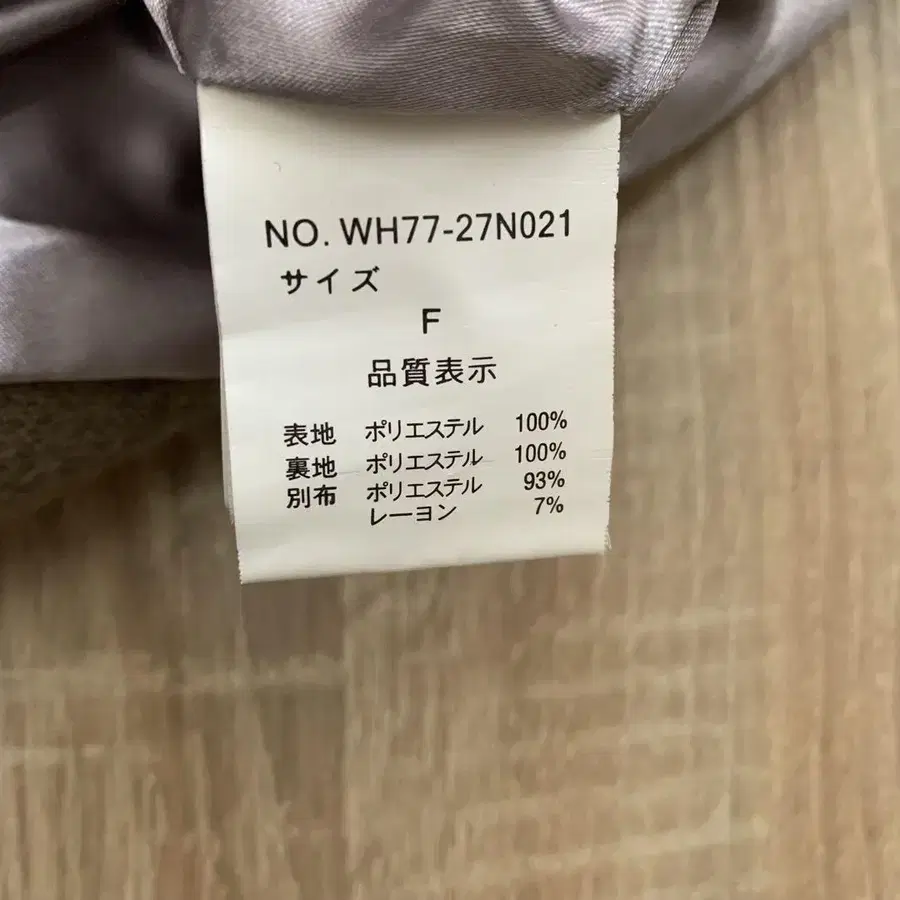 NO. WH77-27N021
サイズ
F
品質表示
表地 ポリエステル 100%
裏地 ポリエステル 100%
別布 ポリエステル 93%
レーヨン 7%